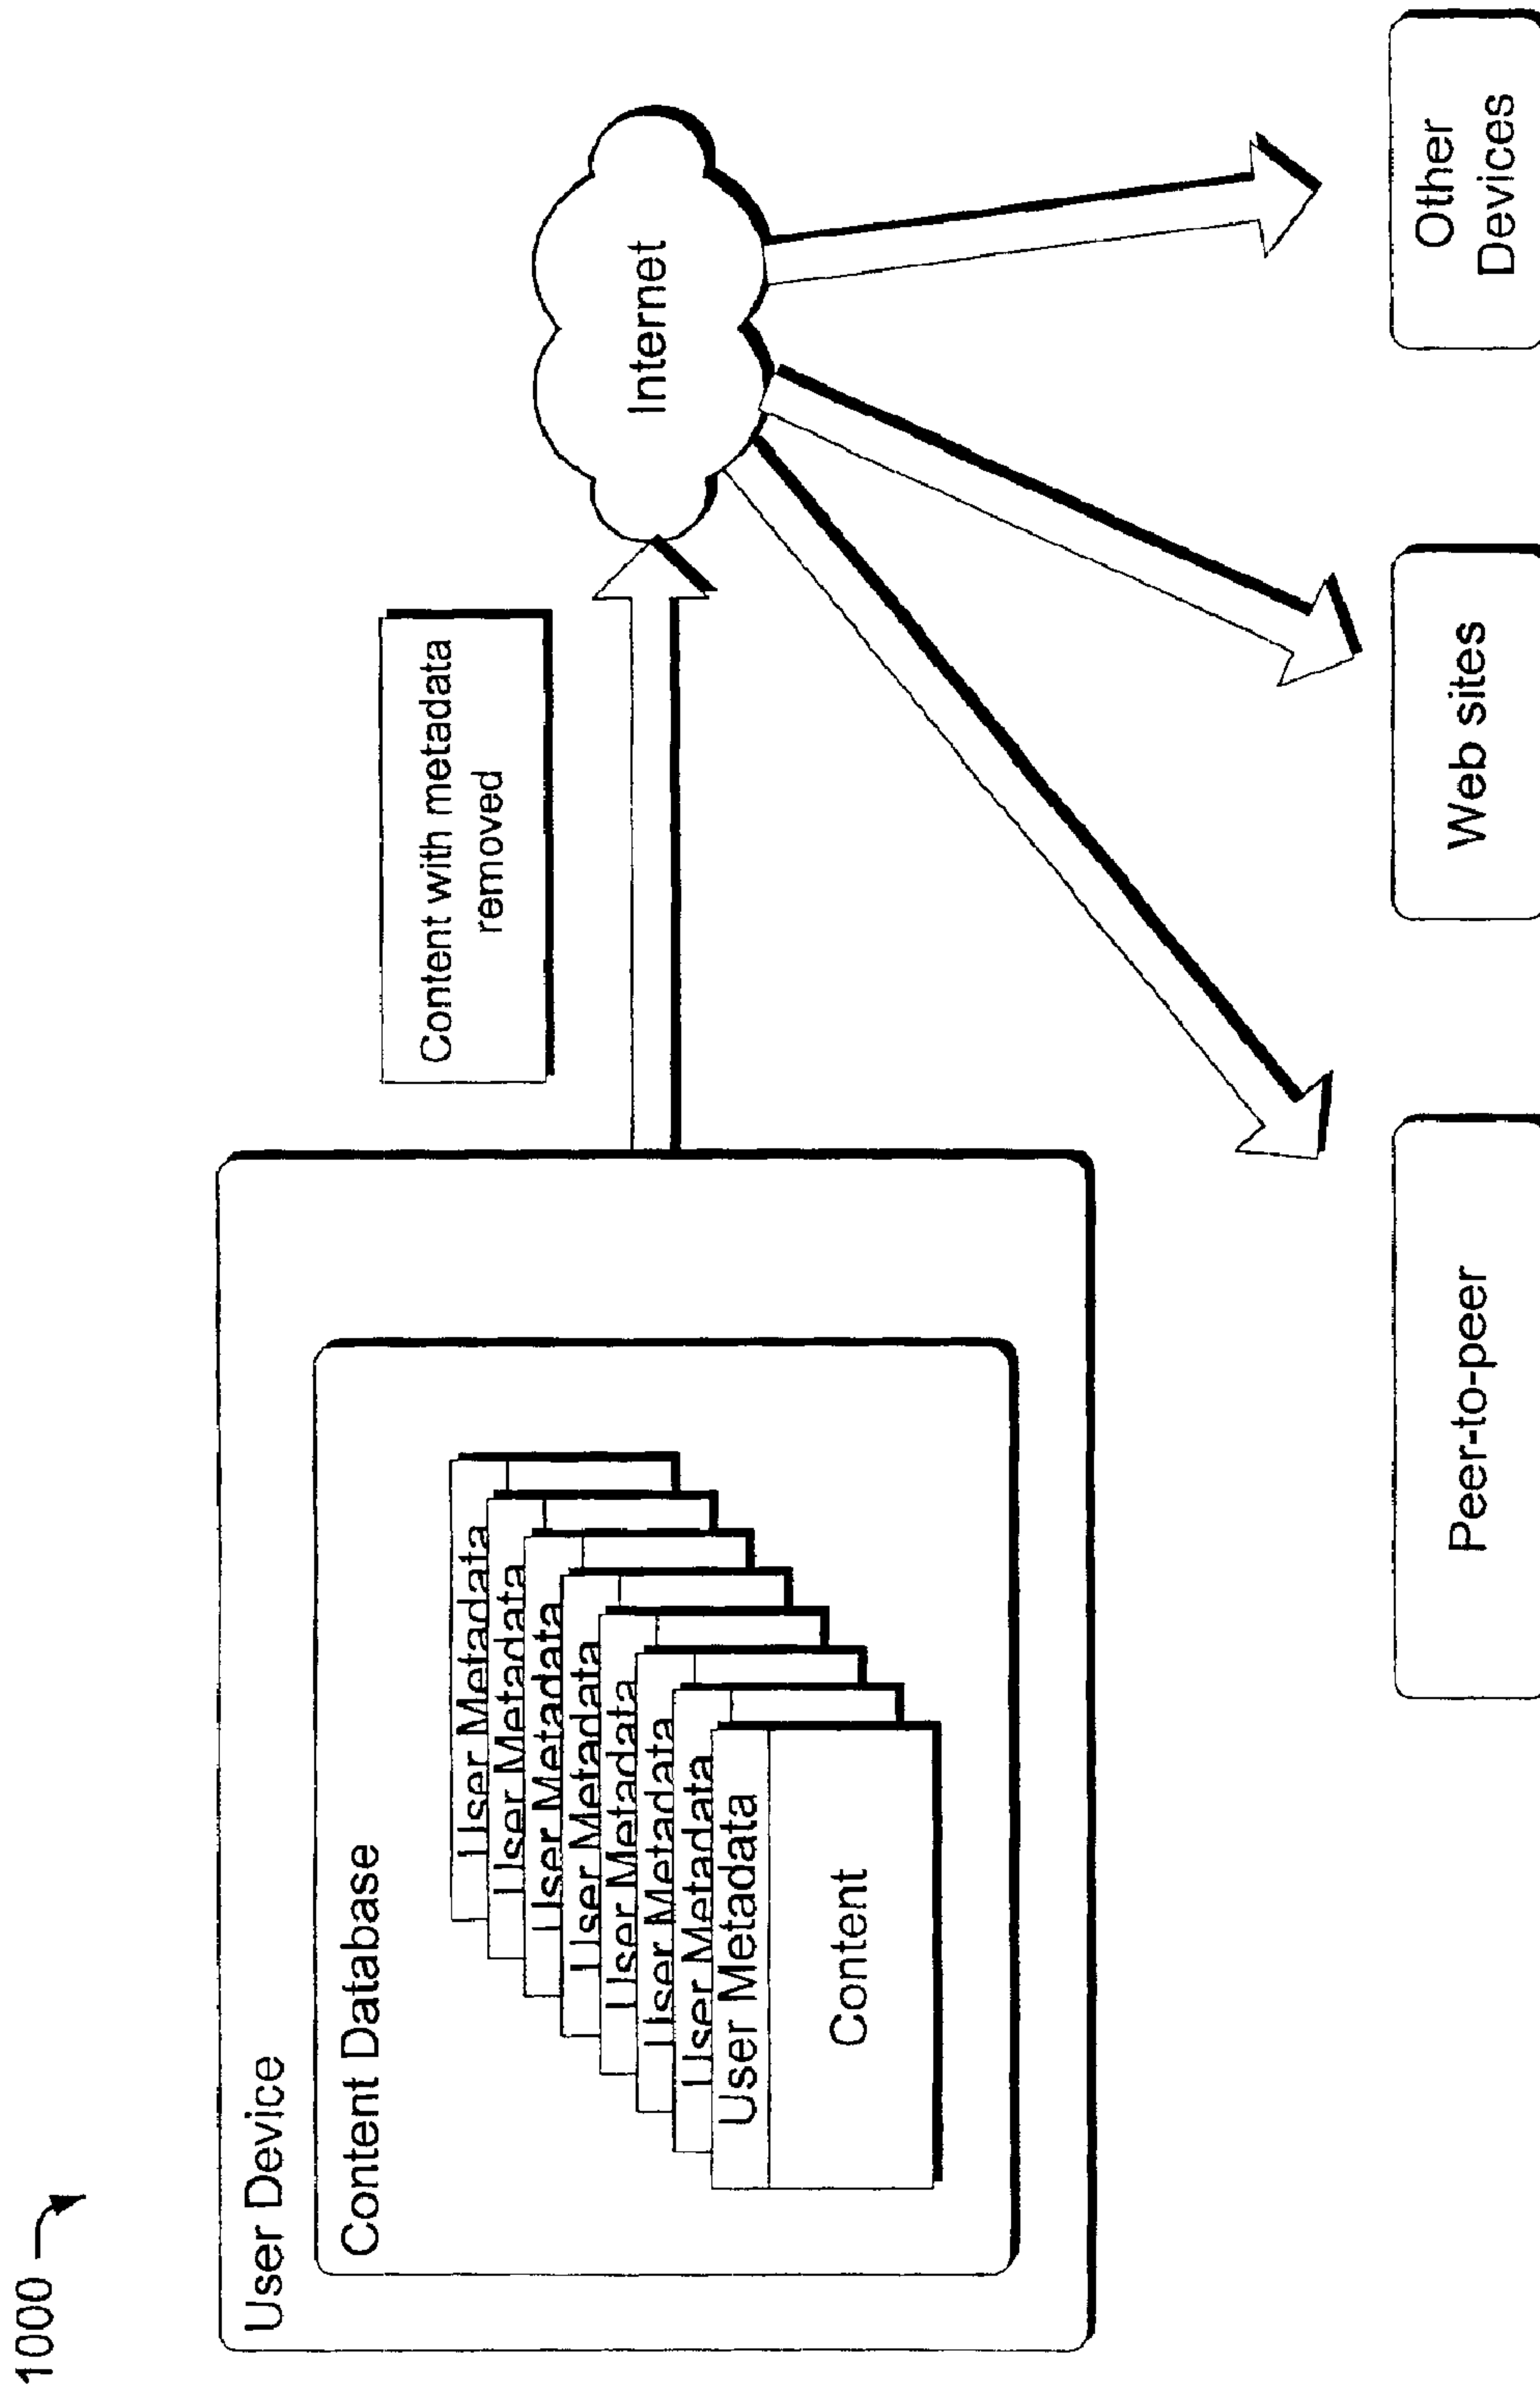 1000
User Device
Content Database
User Metadata
User Metadata
User Metadata
User Metadata
User Metadata
User Metadata
User Metadata
User Metadata
Content
Content with metadata
removed
Internet
Peer-to-peer
Web sites
Other
Devices